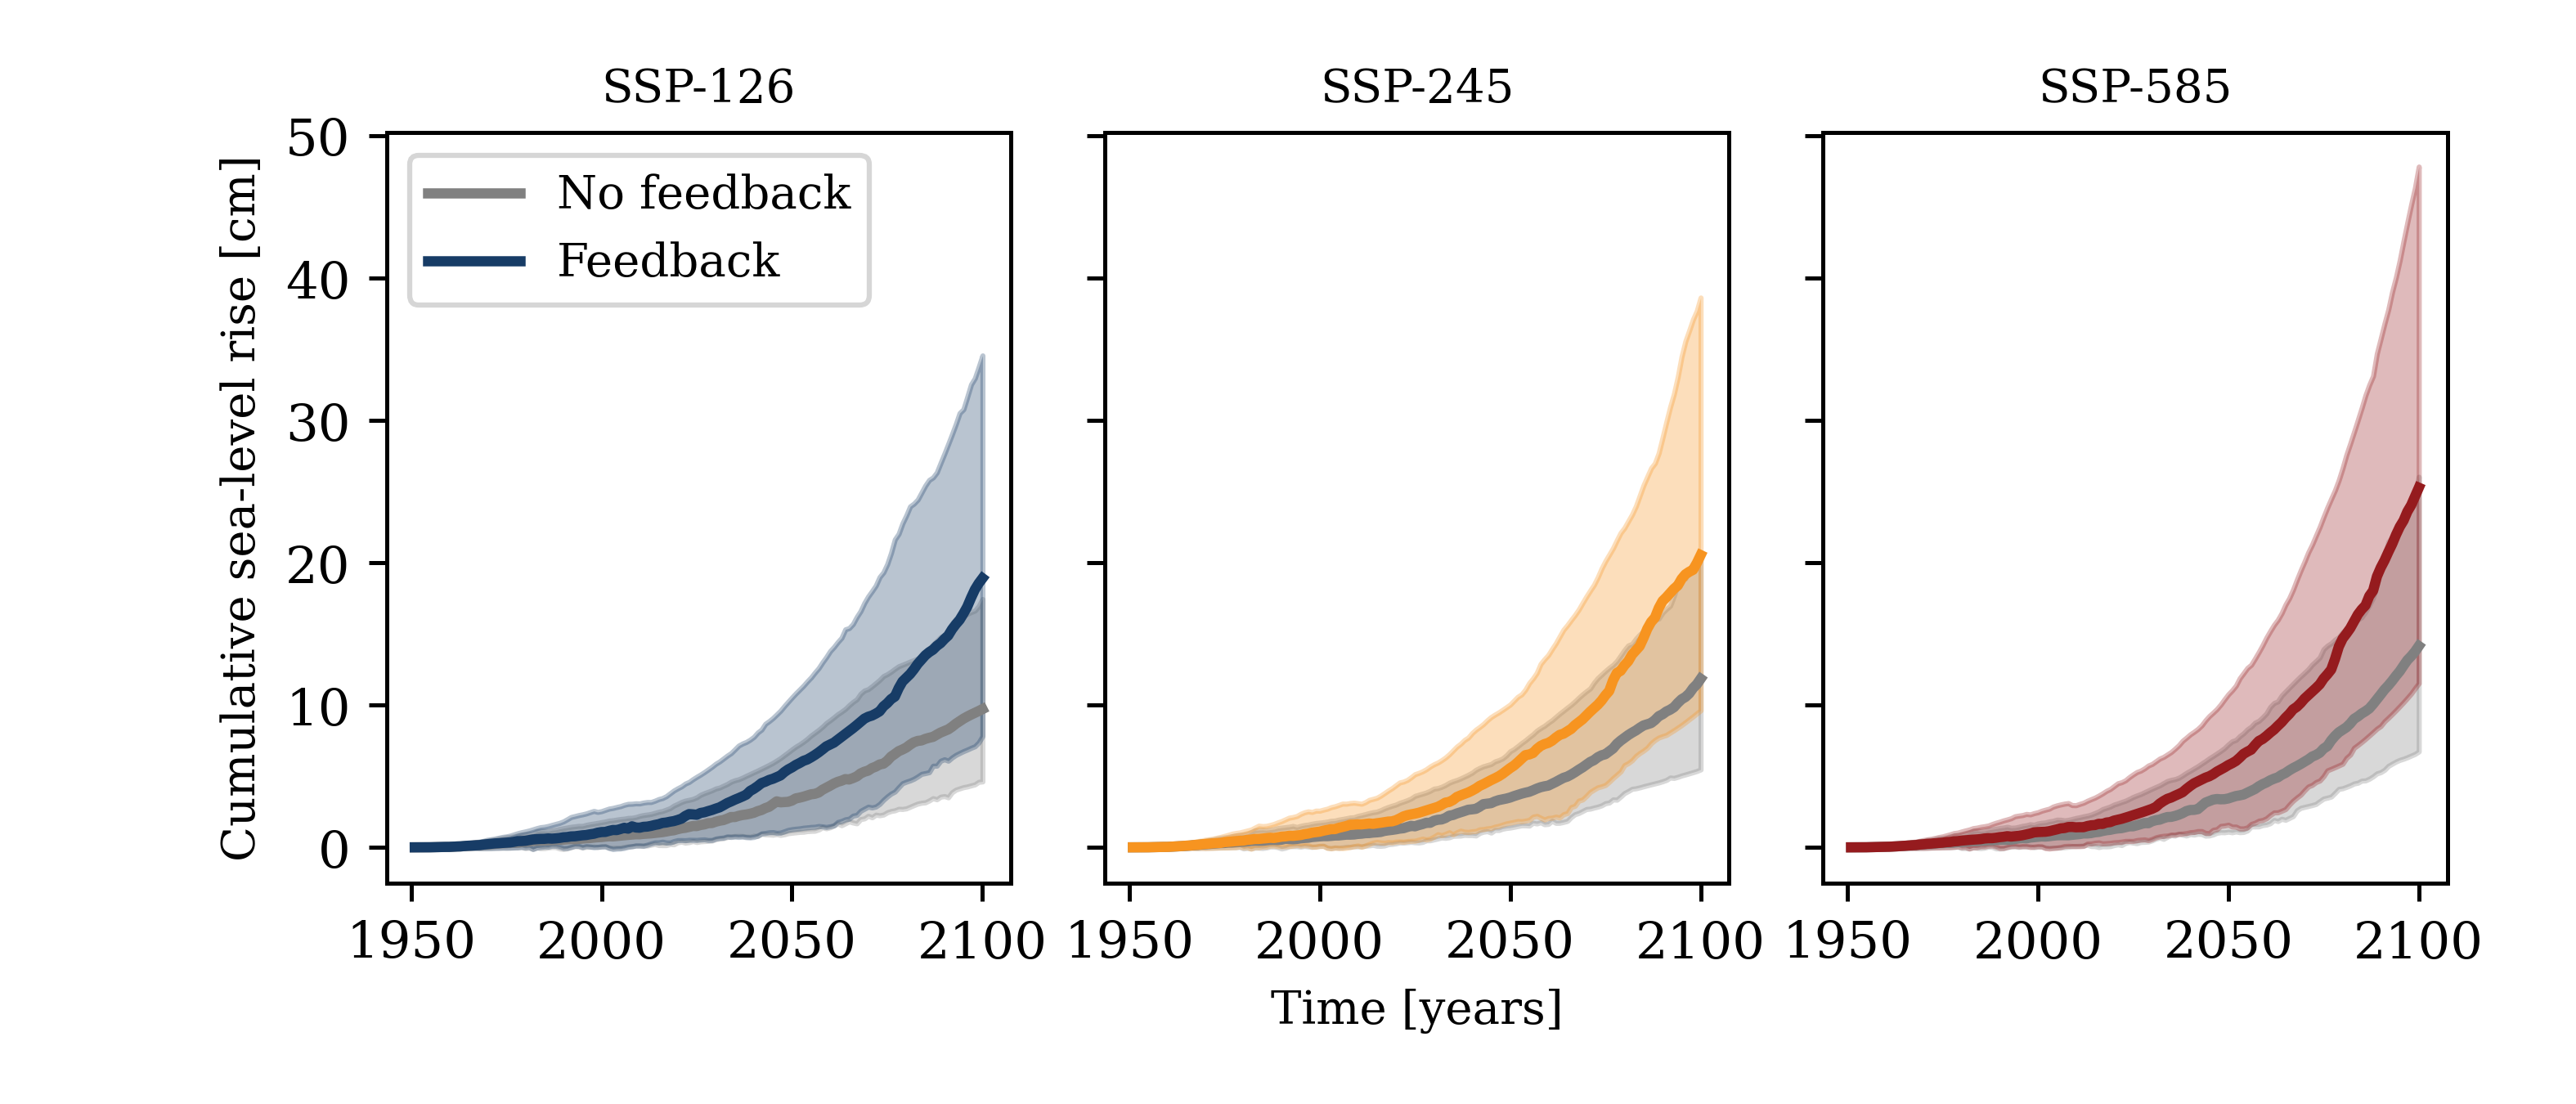 SSP-126
SSP-245
SSP-585
Cumulative sea-level rise [cm]
50
40
30
20
10
0
No feedback
Feedback
1950 2000 2050 2100
1950 2000 2050 2100
1950 2000 2050 2100
Time [years]